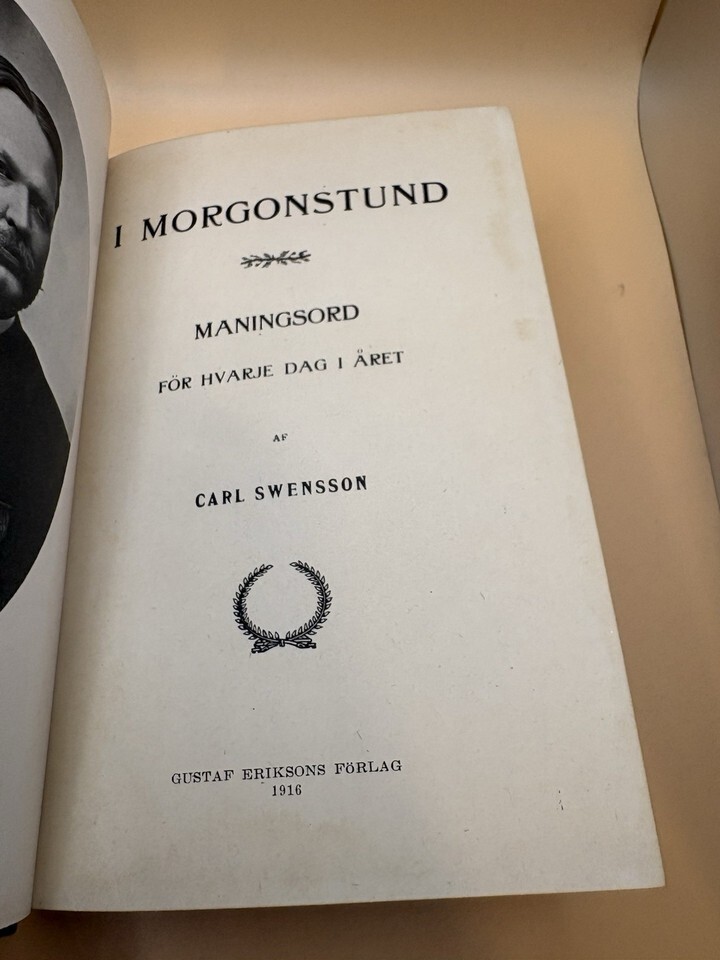 I MORGONSTUND
MANINGSORD
FÖR HVARJE DAG I ÅRET
AF
CARL SWENSSON
GUSTAF ERIKSONS FÖRLAG
1916